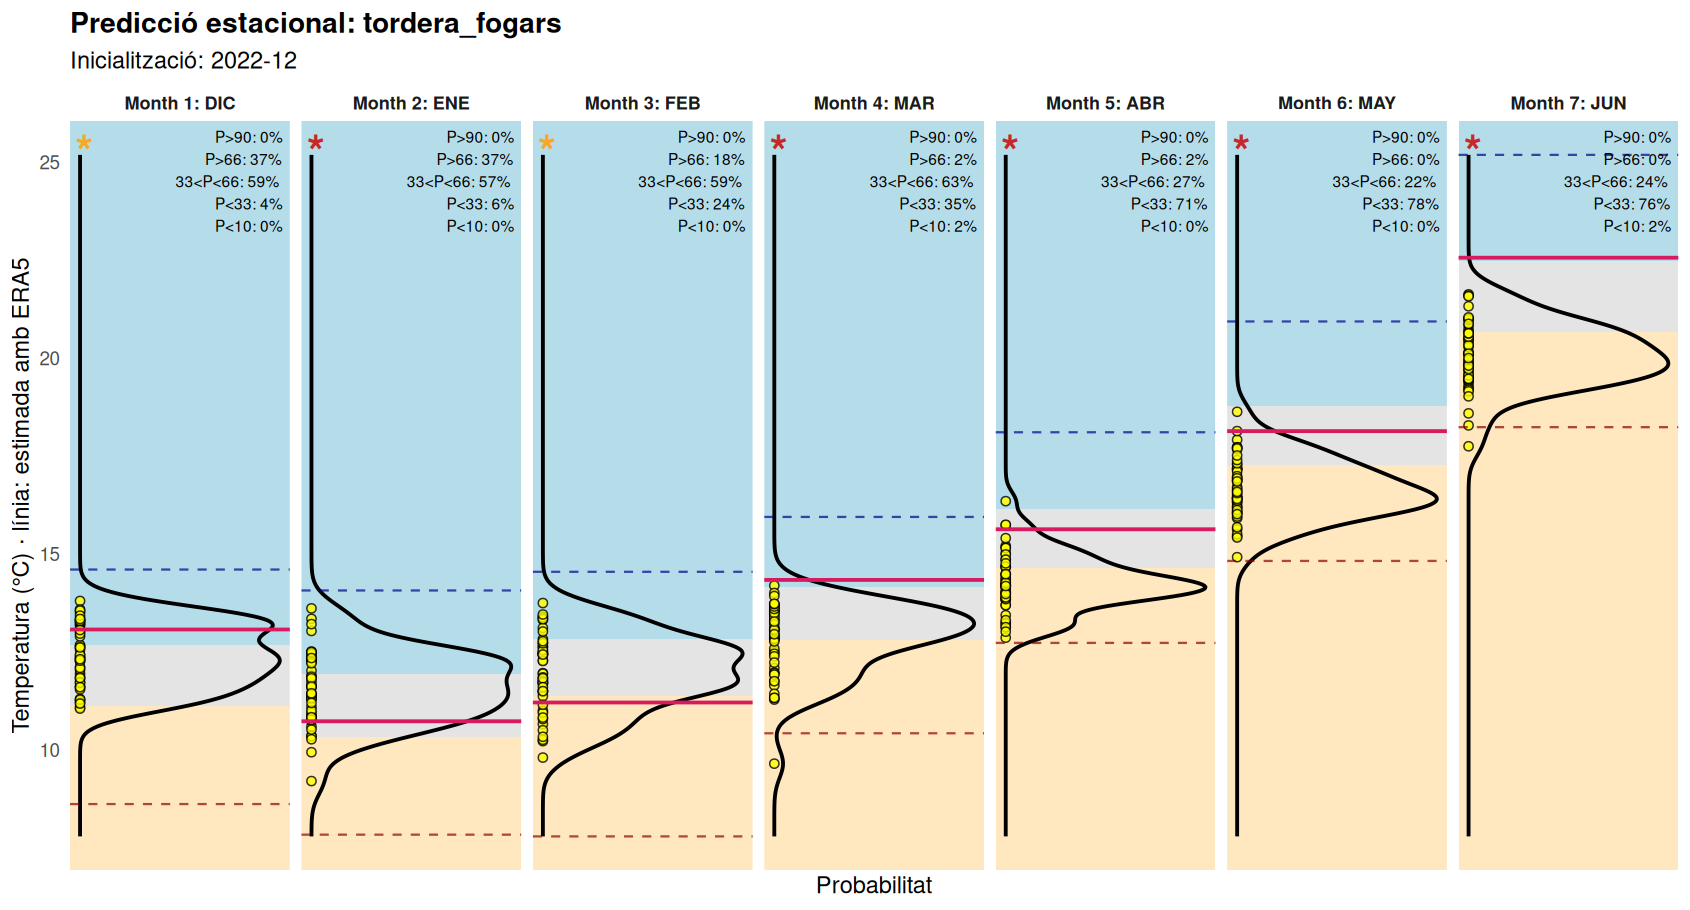 Predicció estacional: tordera_fogars
Inicialització: 2022-12
Month 1: DIC
Month 2: ENE
Month 3: FEB
Month 4: MAR
Month 5: ABR
Month 6: MAY
Month 7: JUN
P>90: 0%
P>66: 37%
33<P<66: 59%
P<33: 4%
P<10: 0%
P>90: 0%
P>66: 37%
33<P<66: 57%
P<33: 6%
P<10: 0%
P>90: 0%
P>66: 18%
33<P<66: 59%
P<33: 24%
P<10: 0%
P>90: 0%
P>66: 2%
33<P<66: 63%
P<33: 35%
P<10: 2%
P>90: 0%
P>66: 2%
33<P<66: 27%
P<33: 71%
P<10: 0%
P>90: 0%
P>66: 0%
33<P<66: 22%
P<33: 78%
P<10: 0%
P>90: 0%
P>66: 0%
33<P<66: 24%
P<33: 76%
P<10: 2%
25
20
15
10
Temperatura (°C) · línia: estimada amb ERA5
Probabilitat